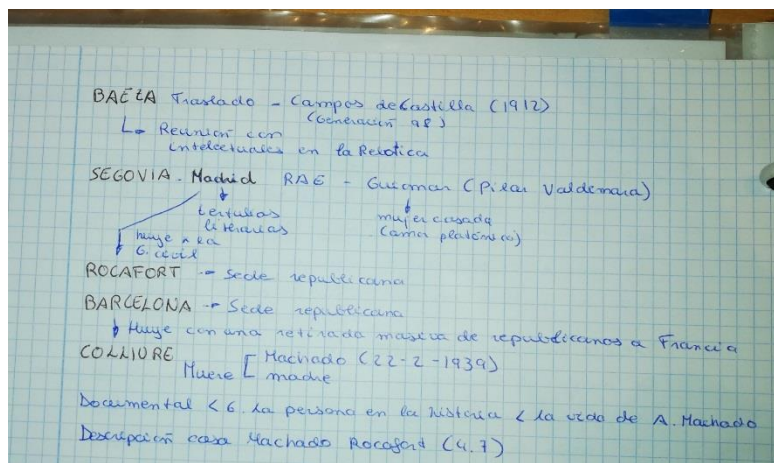 BAEZA Traslado - Campos de Castilla (1912)
(Generación 98)
↳ Reunión con
intelectuales en la Rebotica
SEGOVIA. Madrid RAE - Guiomar (Pilar Valderrama)
tertulias
literarias
mujer casada
(amor platónico)
huye x la
G. civil
ROCAFORT - Sede republicana
BARCELONA - Sede republicana
Huye con una retirada masiva de republicanos a Francia
COLLIURE
Muere [ Machado (22-2-1939)
madre
Documental < 6. La persona en la historia < la vida de A. Machado
Descripción casa Machado Rocafort (4.7)